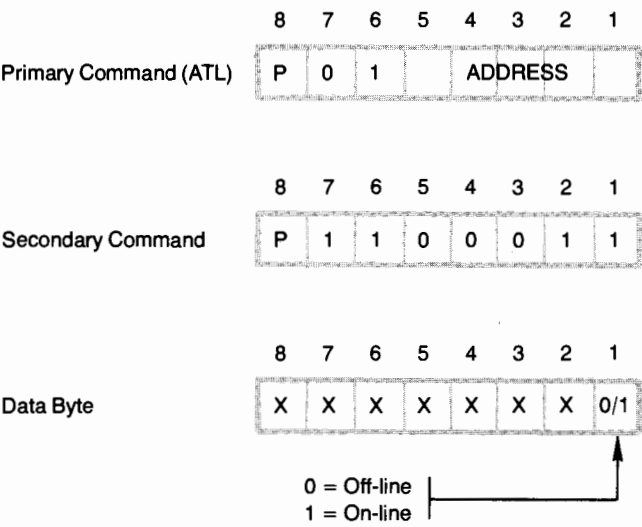 8 7 6 5 4 3 2 1
Primary Command (ATL) P 0 1 ADDRESS
8 7 6 5 4 3 2 1
Secondary Command P 1 1 0 0 0 1 1
8 7 6 5 4 3 2 1
Data Byte X X X X X X X 0/1
0 = Off-line
1 = On-line